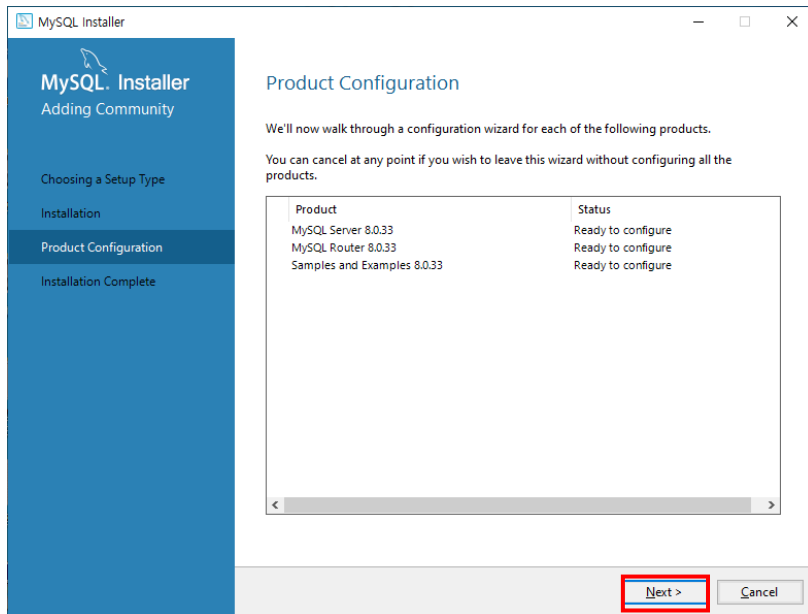 MySQL Installer
MySQL. Installer
Adding Community
Choosing a Setup Type
Installation
Product Configuration
Installation Complete
Product Configuration
We'll now walk through a configuration wizard for each of the following products.
You can cancel at any point if you wish to leave this wizard without configuring all the
products.
Product Status
MySQL Server 8.0.33 Ready to configure
MySQL Router 8.0.33 Ready to configure
Samples and Examples 8.0.33 Ready to configure
Next > Cancel